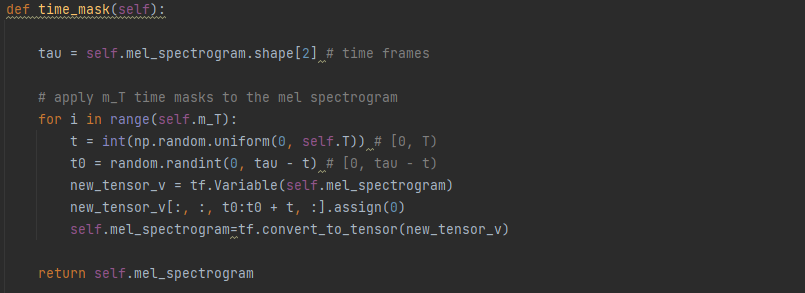 def time_mask(self):
tau = self.mel_spectrogram.shape[2] # time frames
# apply m_T time masks to the mel spectrogram
for i in range(self.m_T):
t = int(np.random.uniform(0, self.T)) # [0, T)
t0 = random.randint(0, tau - t) # [0, tau - t)
new_tensor_v = tf.Variable(self.mel_spectrogram)
new_tensor_v[:, :, t0:t0 + t, :].assign(0)
self.mel_spectrogram=tf.convert_to_tensor(new_tensor_v)
return self.mel_spectrogram